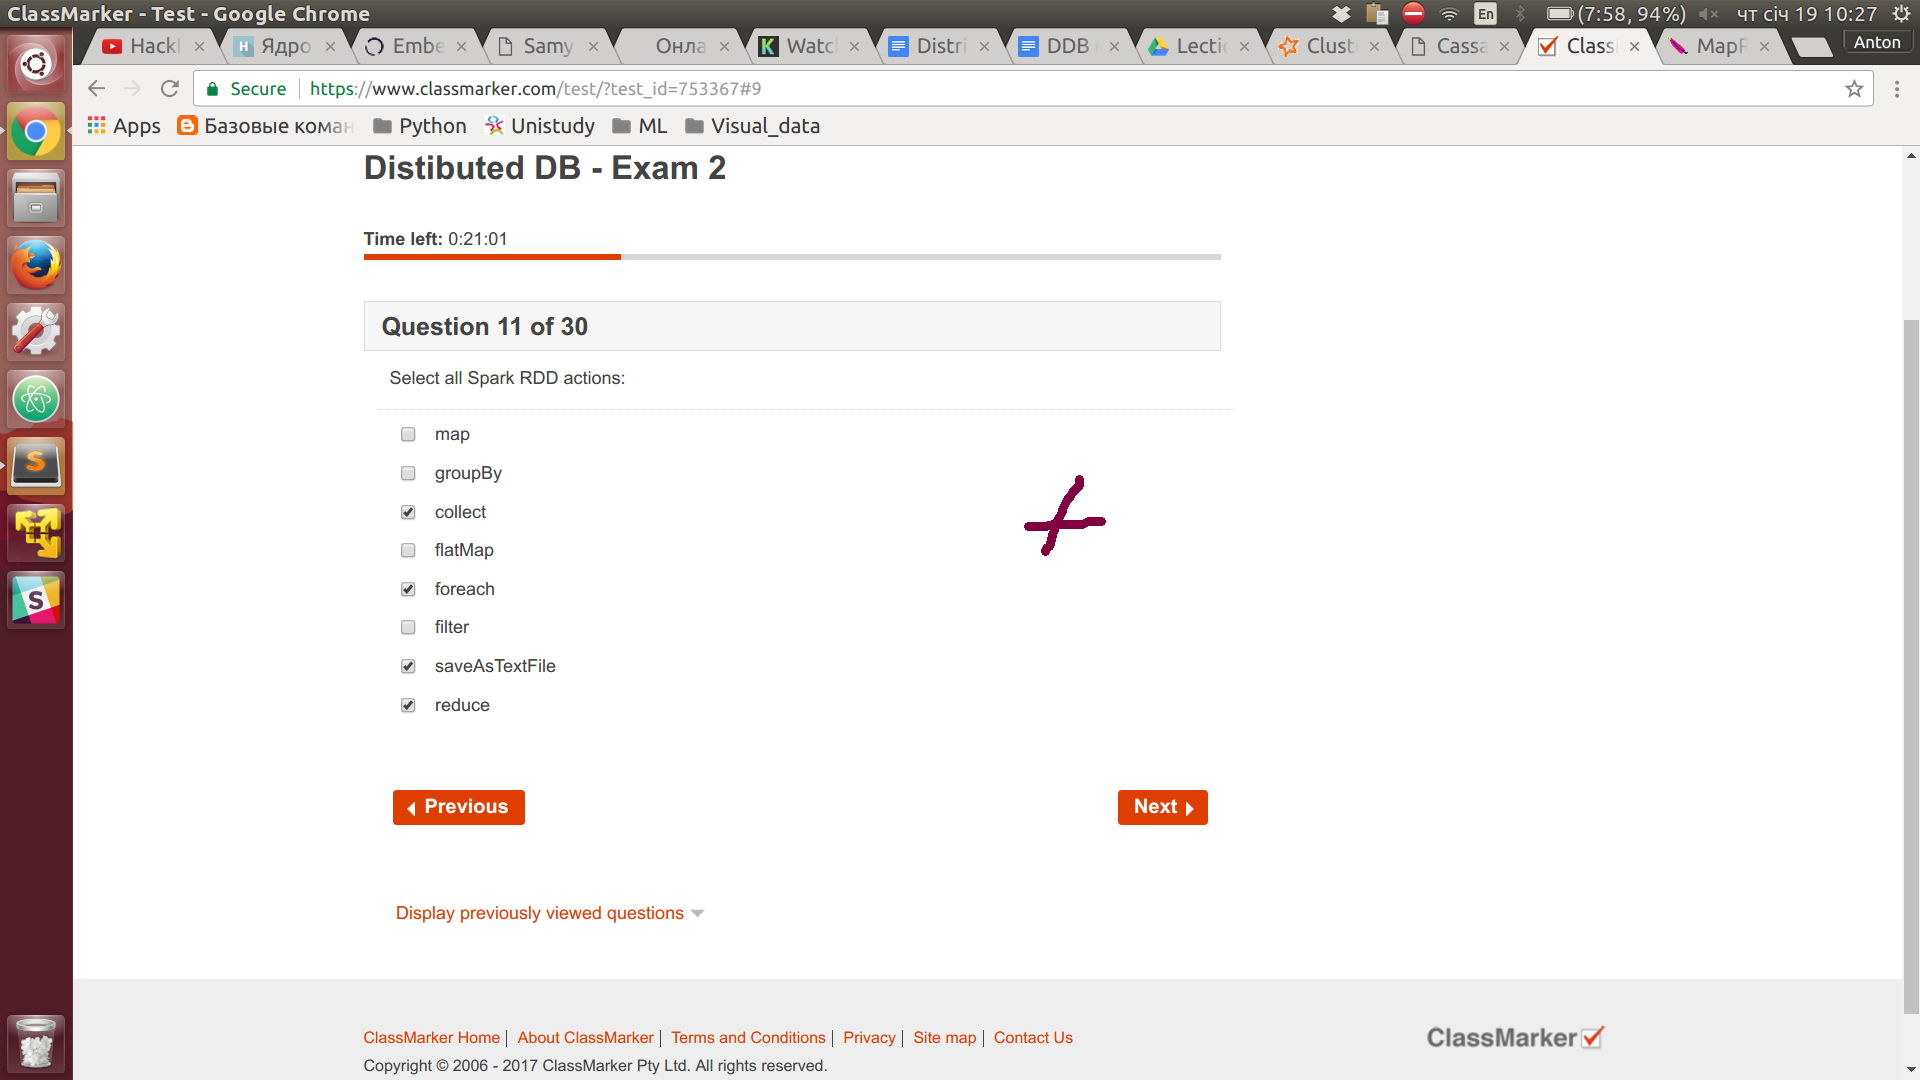 ClassMarker - Test - Google Chrome
En
(7:58, 94%)
чт січ 19 10:27
Hack
Ядро
Embe
Samy
Онла
Watc
Distri
DDB
Lecti
Clust
Cassa
Class
MapR
Anton
Secure
https://www.classmarker.com/test/?test_id=753367#9
Apps
Базовые коман
Python
Unistudy
ML
Visual_data
Distibuted DB - Exam 2
Time left: 0:21:01
Question 11 of 30
Select all Spark RDD actions:
map
groupBy
collect
flatMap
foreach
filter
saveAsTextFile
reduce
Previous
Next
Display previously viewed questions
ClassMarker Home | About ClassMarker | Terms and Conditions | Privacy | Site map | Contact Us
ClassMarker
Copyright © 2006 - 2017 ClassMarker Pty Ltd. All rights reserved.